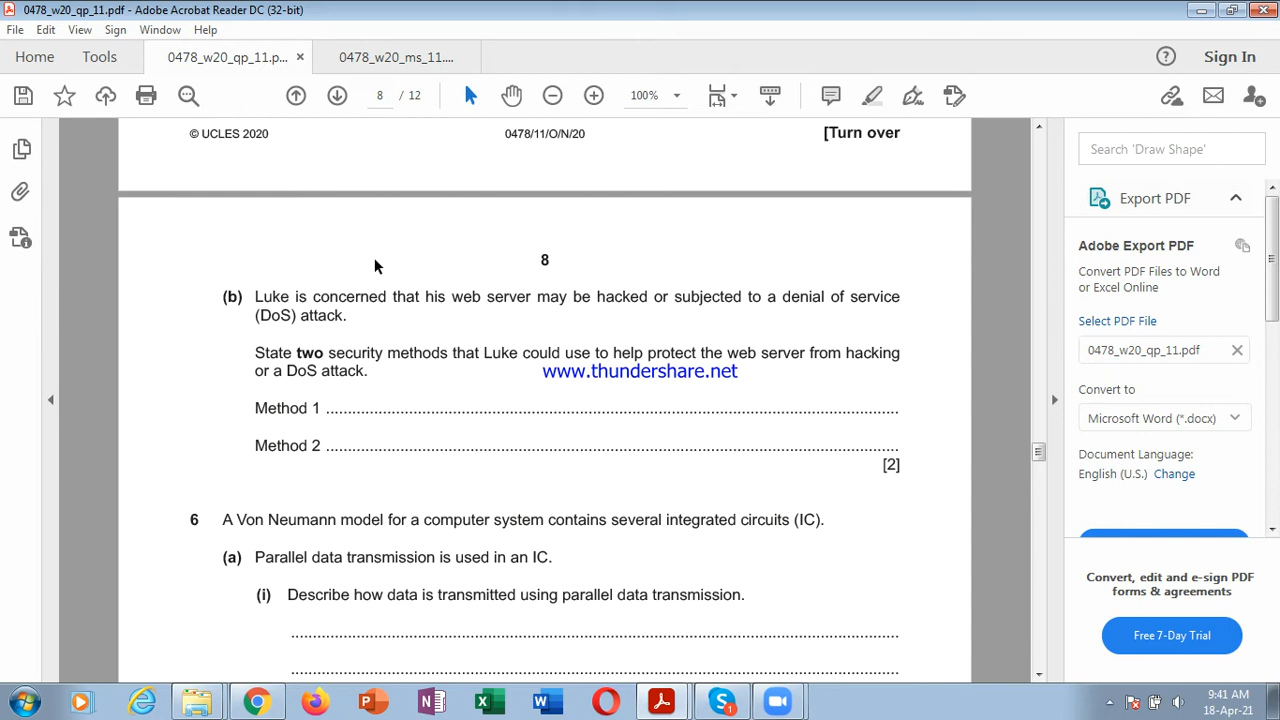 0478_w20_qp_11.pdf - Adobe Acrobat Reader DC (32-bit)
File Edit View Sign Window Help
Home Tools 0478_w20_qp_11.p... × 0478_w20_ms_11.... ? Sign In
8 / 12 100%
© UCLES 2020 0478/11/O/N/20 [Turn over
8
(b) Luke is concerned that his web server may be hacked or subjected to a denial of service
(DoS) attack.
State two security methods that Luke could use to help protect the web server from hacking
or a DoS attack.
www.thundershare.net
Method 1 ................................................................................
Method 2 ................................................................................
[2]
6 A Von Neumann model for a computer system contains several integrated circuits (IC).
(a) Parallel data transmission is used in an IC.
(i) Describe how data is transmitted using parallel data transmission.
................................................................................
................................................................................
Search 'Draw Shape'
Export PDF
Adobe Export PDF
Convert PDF Files to Word
or Excel Online
Select PDF File
0478_w20_qp_11.pdf
Convert to
Microsoft Word (*.docx)
Document Language:
English (U.S.) Change
Convert, edit and e-sign PDF
forms & agreements
Free 7-Day Trial
9:41 AM
18-Apr-21